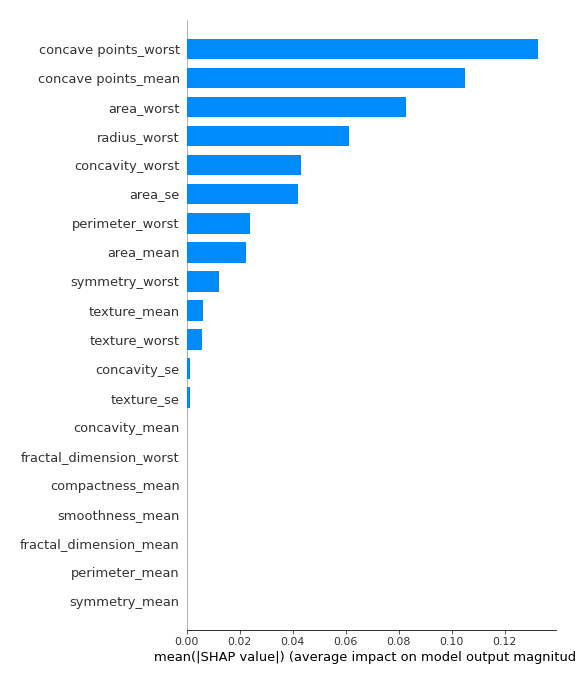 concave points_worst
concave points_mean
area_worst
radius_worst
concavity_worst
area_se
perimeter_worst
area_mean
symmetry_worst
texture_mean
texture_worst
concavity_se
texture_se
concavity_mean
fractal_dimension_worst
compactness_mean
smoothness_mean
fractal_dimension_mean
perimeter_mean
symmetry_mean
0.00 0.02 0.04 0.06 0.08 0.10 0.12
mean(|SHAP value|) (average impact on model output magnitud